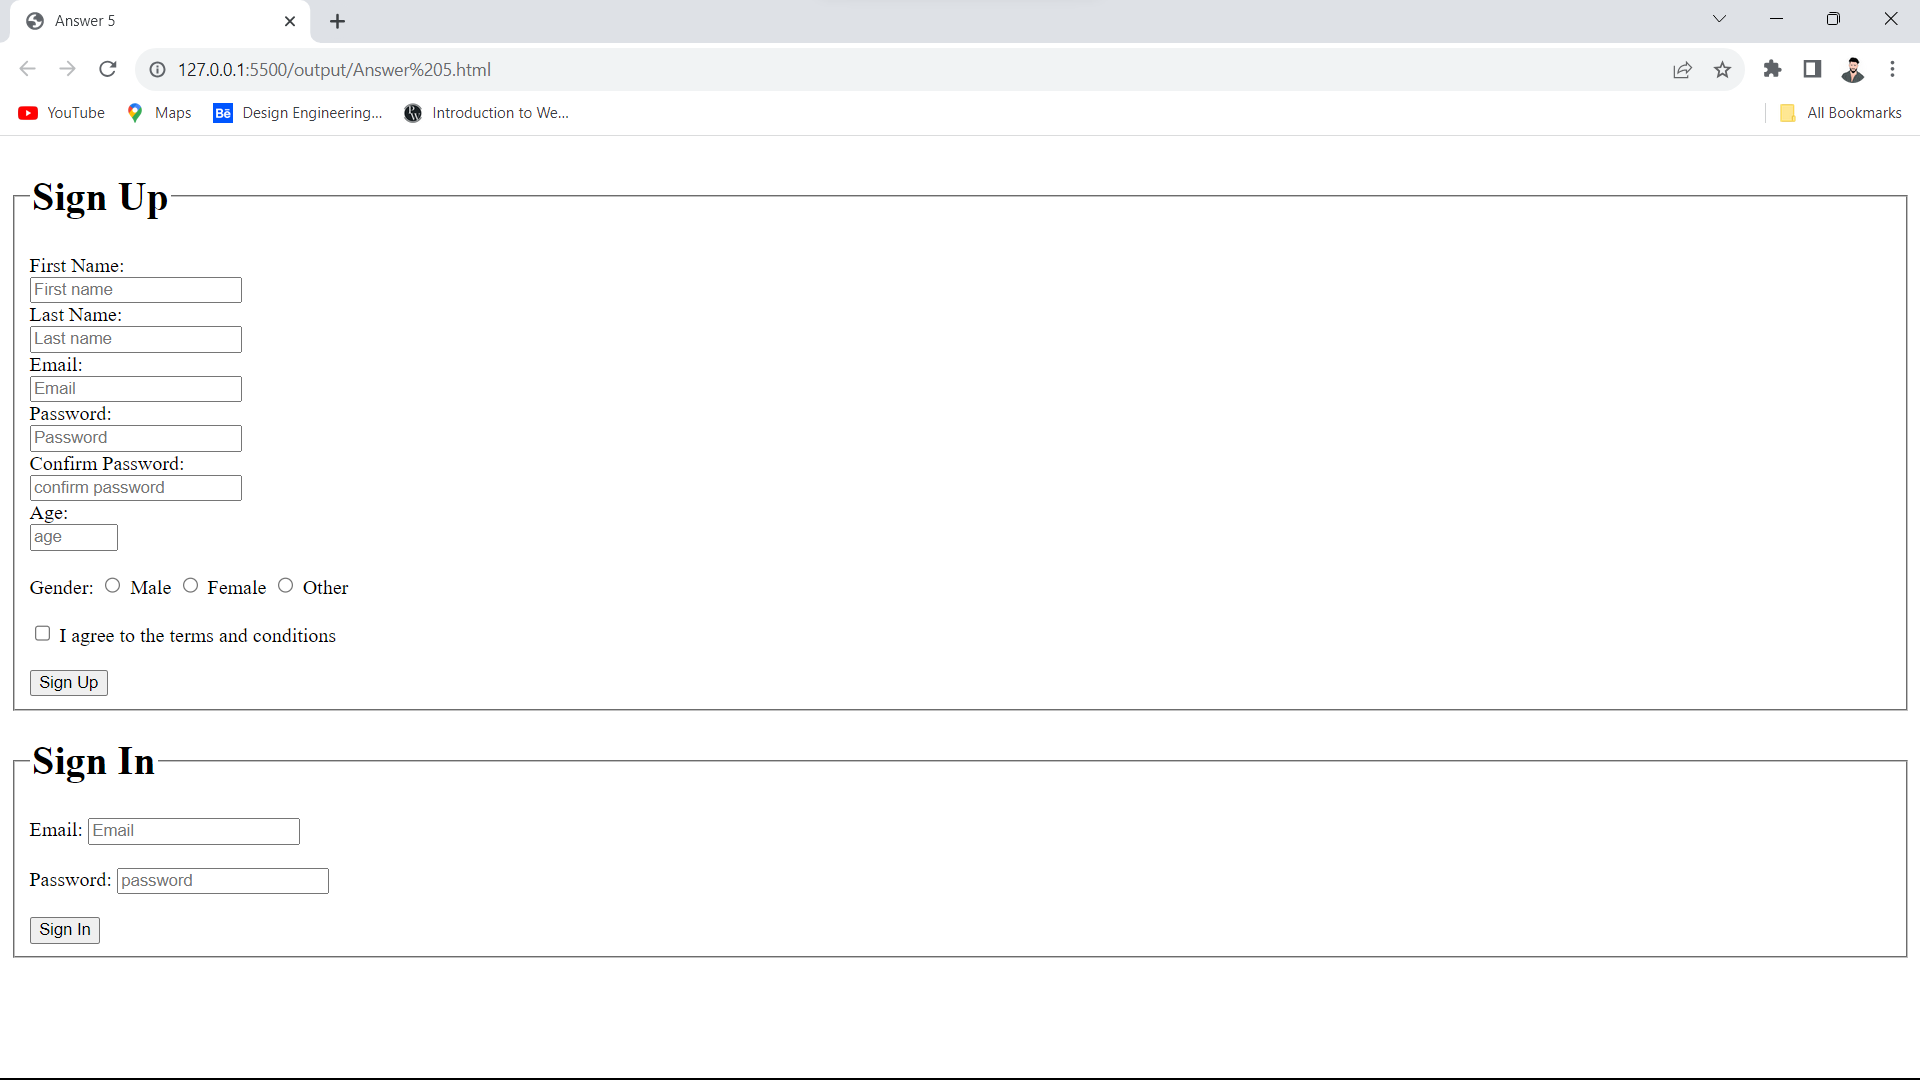 Answer 5
127.0.0.1:5500/output/Answer%205.html
YouTube Maps Bē Design Engineering... PW Introduction to We... All Bookmarks
Sign Up
First Name:
First name
Last Name:
Last name
Email:
Email
Password:
Password
Confirm Password:
confirm password
Age:
age
Gender: Male Female Other
I agree to the terms and conditions
Sign Up
Sign In
Email: Email
Password: password
Sign In